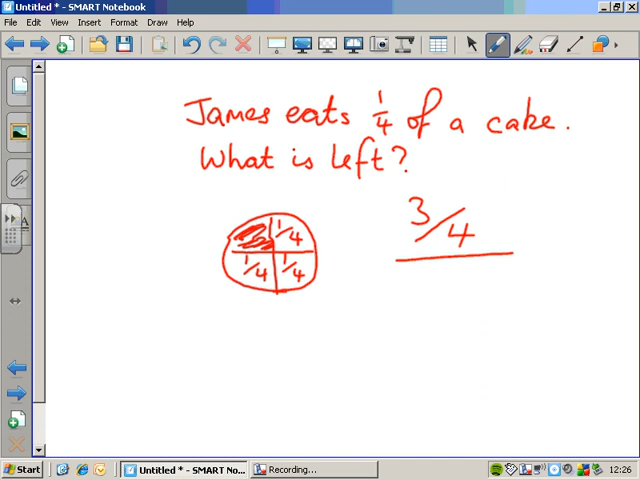 Untitled * - SMART Notebook
File Edit View Insert Format Draw Help
James eats 1/4 of a cake.
What is left?
1/4
1/4 1/4
3/4
Start
Untitled * - SMART No...
Recording...
12:26